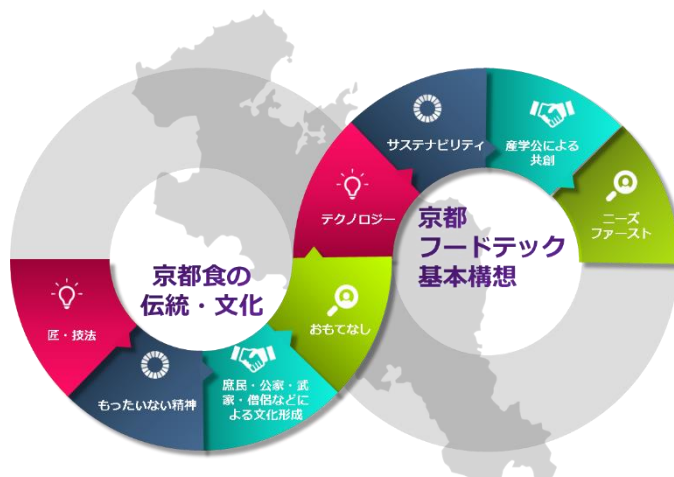 サステナビリティ
産学公による
共創
テクノロジー
ニーズ
ファースト
京都
フードテック
基本構想
京都食の
伝統・文化
匠・技法
もったいない精神
庶民・公家・武
家・僧侶などに
よる文化形成
おもてなし